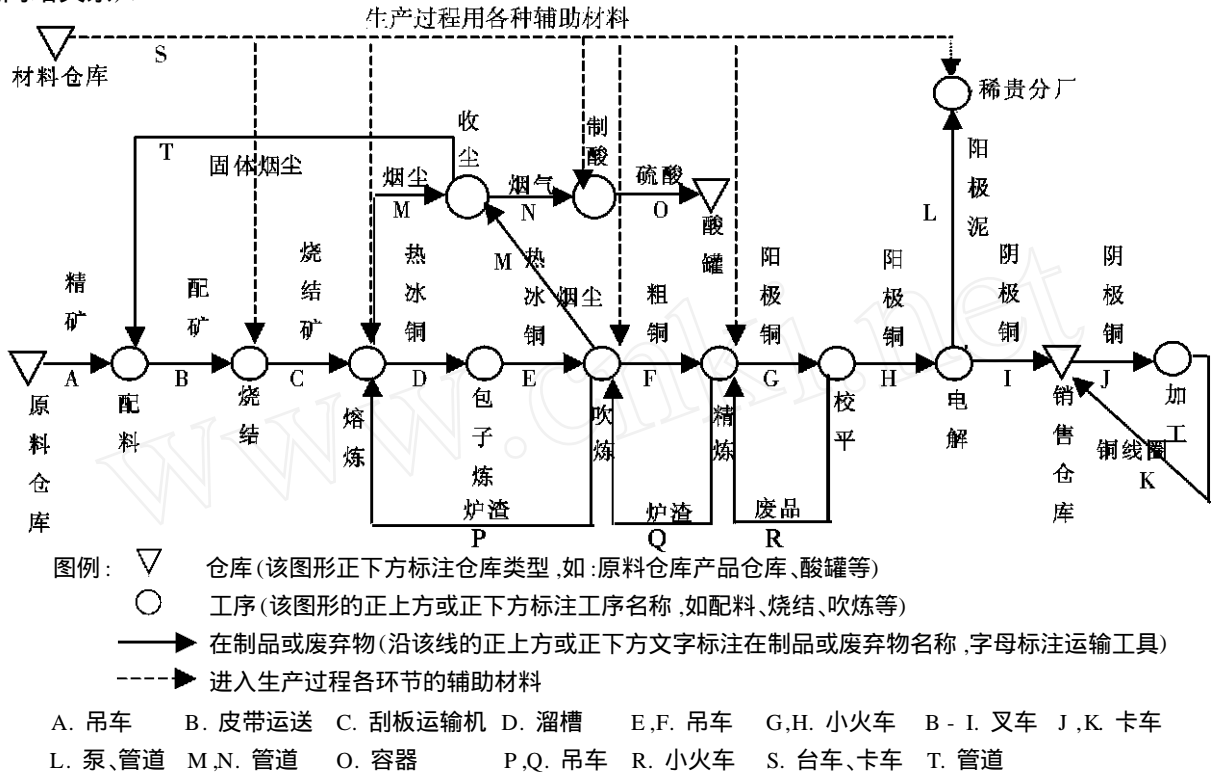 生产过程用各种辅助材料
S
材料仓库
稀贵分厂
收尘
制酸
T
固体烟尘
烟尘
M
烟气
N
硫酸
O
酸罐
L
阳极泥
精矿
配矿
烧结矿
热冰铜
M
热冰铜
烟尘
粗铜
阳极铜
阳极铜
阴极铜
阴极铜
A
B
C
D
E
F
G
H
I
J
原料仓库
配料
烧结
熔炼
包子炼
吹炼
精炼
校平
电解
销售仓库
加工
铜线圈
K
炉渣
P
炉渣
Q
废品
R
www.cnki.net
图例: 仓库(该图形正下方标注仓库类型,如:原料仓库产品仓库、酸罐等)
工序(该图形的正上方或正下方标注工序名称,如配料、烧结、吹炼等)
在制品或废弃物(沿该线的正上方或正下方文字标注在制品或废弃物名称,字母标注运输工具)
进入生产过程各环节的辅助材料
A. 吊车 B. 皮带运送 C. 刮板运输机 D. 溜槽 E,F. 吊车 G,H. 小火车 B - I. 叉车 J,K. 卡车
L. 泵、管道 M,N. 管道 O. 容器 P,Q. 吊车 R. 小火车 S. 台车、卡车 T. 管道